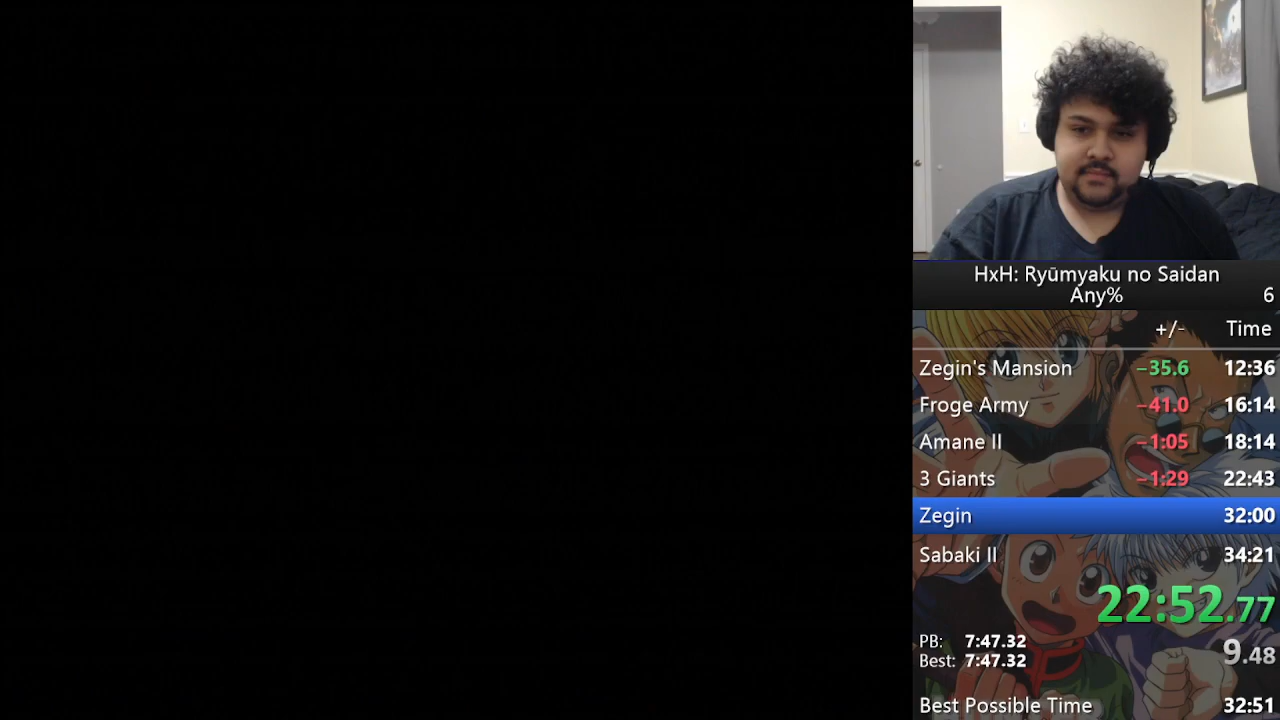 HxH: Ryūmyaku no Saidan
Any% 6
+/- Time
Zegin's Mansion −35.6 12:36
Froge Army −41.0 16:14
Amane II −1:05 18:14
3 Giants −1:29 22:43
Zegin 32:00
Sabaki II 34:21
22:52.77
PB: 7:47.32
Best: 7:47.32
9.48
Best Possible Time 32:51